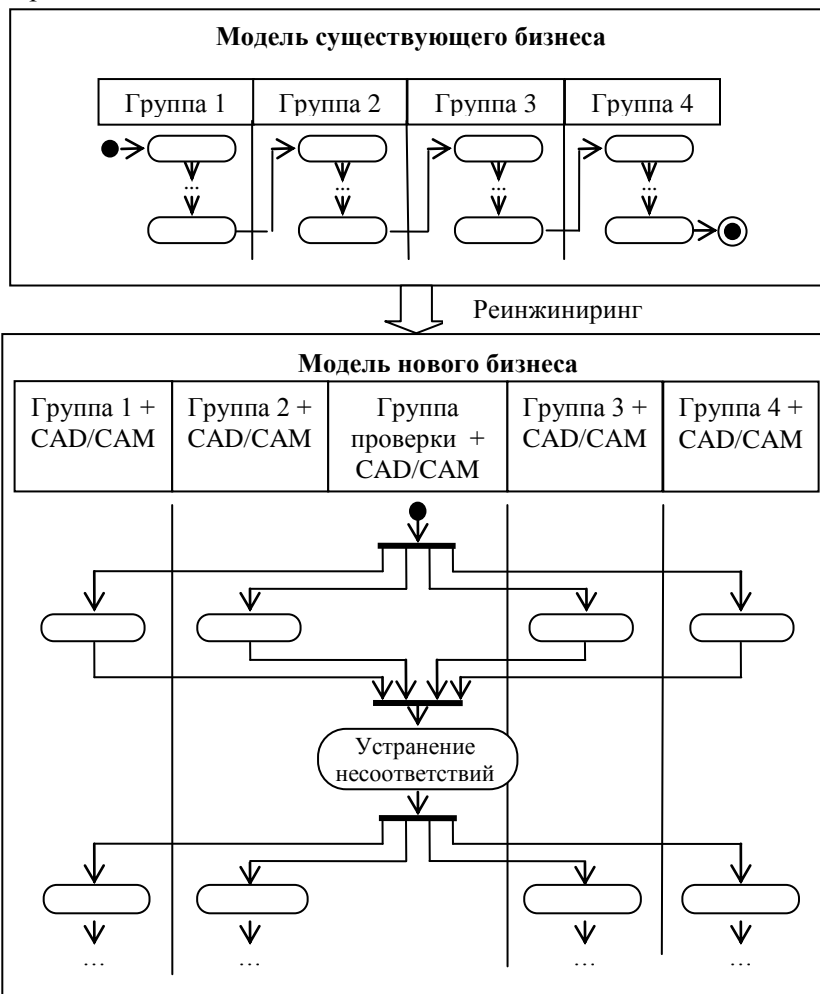 Модель существующего бизнеса
Группа 1 Группа 2 Группа 3 Группа 4
... ... ... ...
Реинжиниринг
Модель нового бизнеса
Группа 1 + Группа 2 + Группа Группа 3 + Группа 4 +
CAD/CAM CAD/CAM проверки + CAD/CAM CAD/CAM
CAD/CAM
Устранение
несоответствий
... ... ... ...